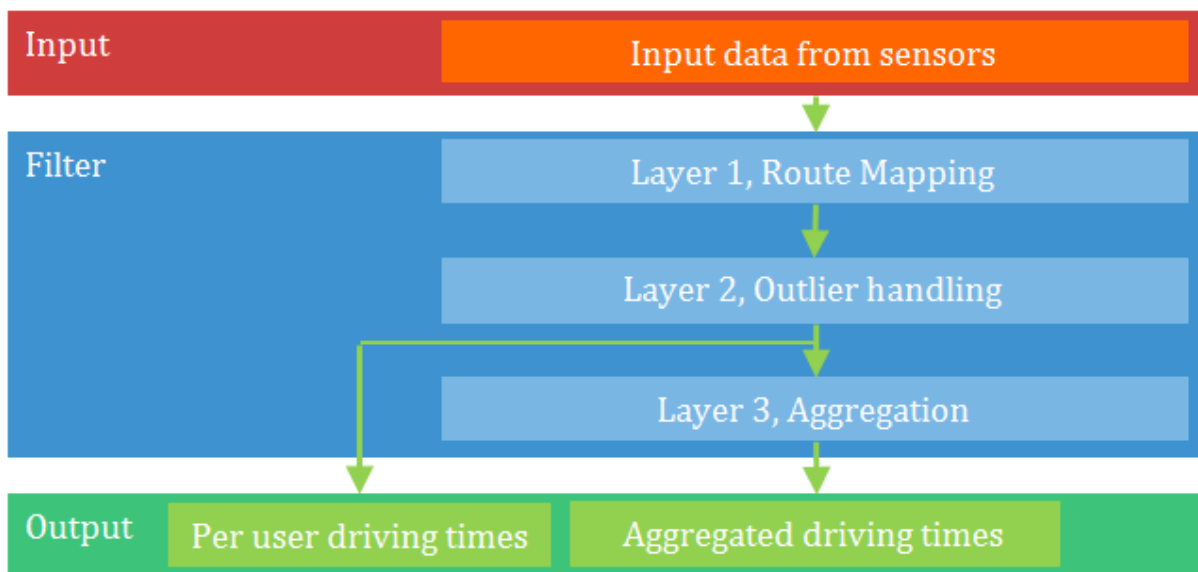 Input
Input data from sensors
Filter
Layer 1, Route Mapping
Layer 2, Outlier handling
Layer 3, Aggregation
Output
Per user driving times
Aggregated driving times